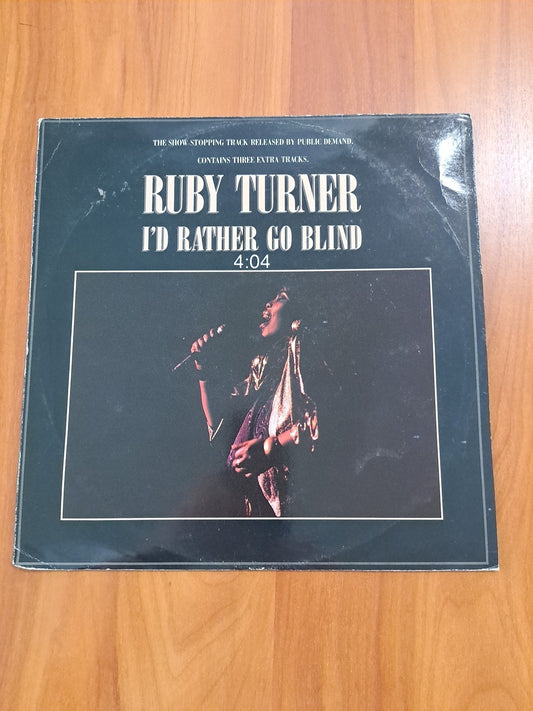 THE SHOW-STOPPING TRACK RELEASED BY PUBLIC DEMAND.
CONTAINS THREE EXTRA TRACKS.
RUBY TURNER
I'D RATHER GO BLIND
4:04